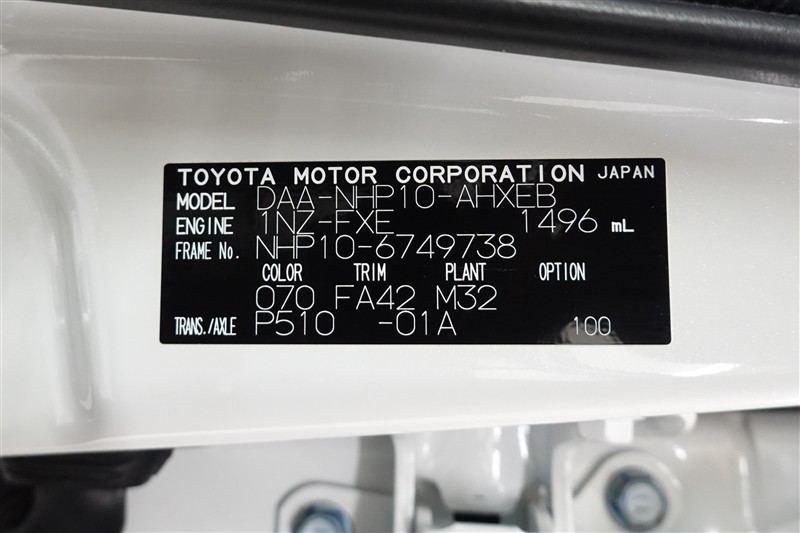 TOYOTA MOTOR CORPORATION JAPAN
MODEL DAA-NHP10-AHXEB
ENGINE 1NZ-FXE 1496 mL
FRAME No. NHP10-6749738
COLOR TRIM PLANT OPTION
070 FA42 M32
TRANS./AXLE P510 -01A 100